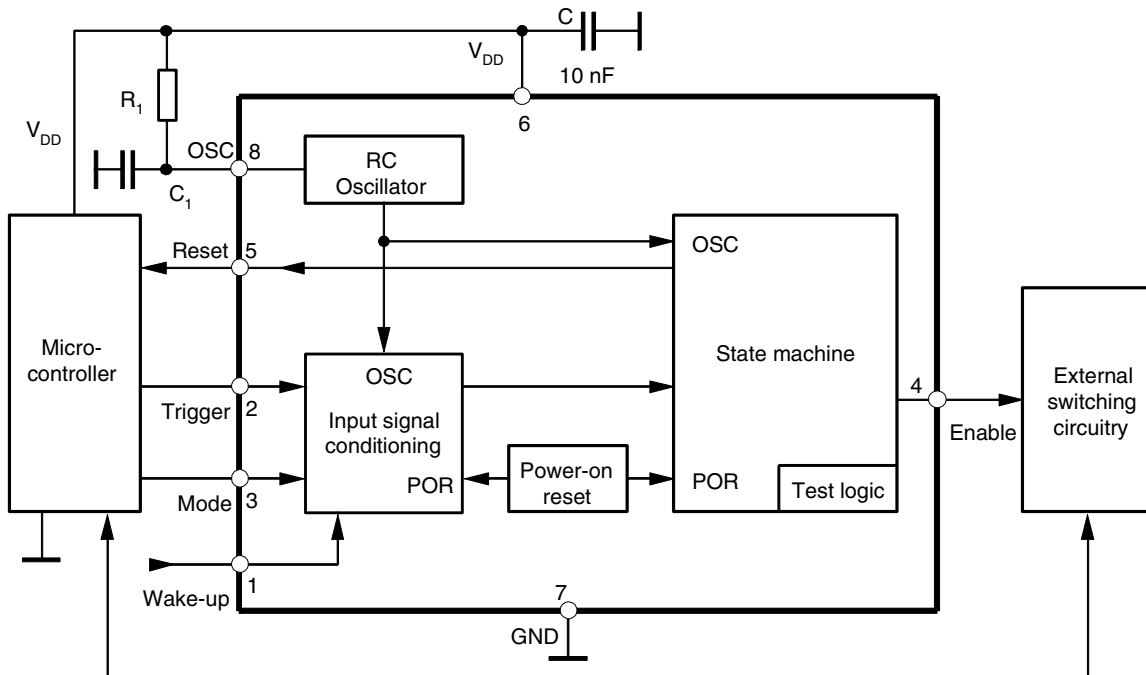 C
V_DD
10 nF
6
R_1
V_DD
OSC
8
RC
Oscillator
C_1
Reset
5
OSC
Micro-
controller
State machine
OSC
Input signal
conditioning
POR
Trigger
2
Mode
3
Power-on
reset
POR
Test logic
4
Enable
External
switching
circuitry
Wake-up
1
7
GND